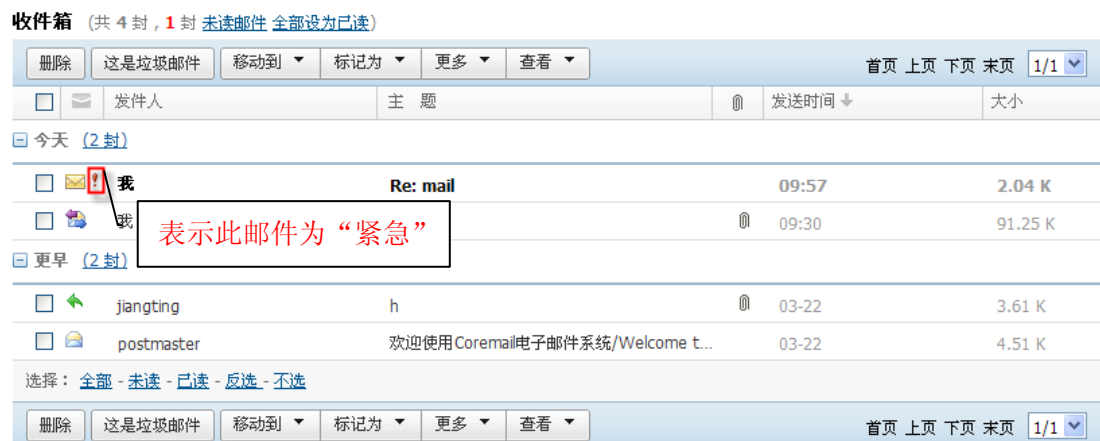 收件箱 (共 4 封，1 封 未读邮件 全部设为已读)
删除 这是垃圾邮件 移动到 标记为 更多 查看 首页 上页 下页 末页 1/1
发件人 主 题 发送时间 大小
今天 (2 封)
我 Re: mail 09:57 2.04 K
我 09:30 91.25 K
表示此邮件为“紧急”
更早 (2 封)
jiangting h 03-22 3.61 K
postmaster 欢迎使用Coremail电子邮件系统/Welcome t... 03-22 4.51 K
选择： 全部 - 未读 - 已读 - 反选 - 不选
删除 这是垃圾邮件 移动到 标记为 更多 查看 首页 上页 下页 末页 1/1